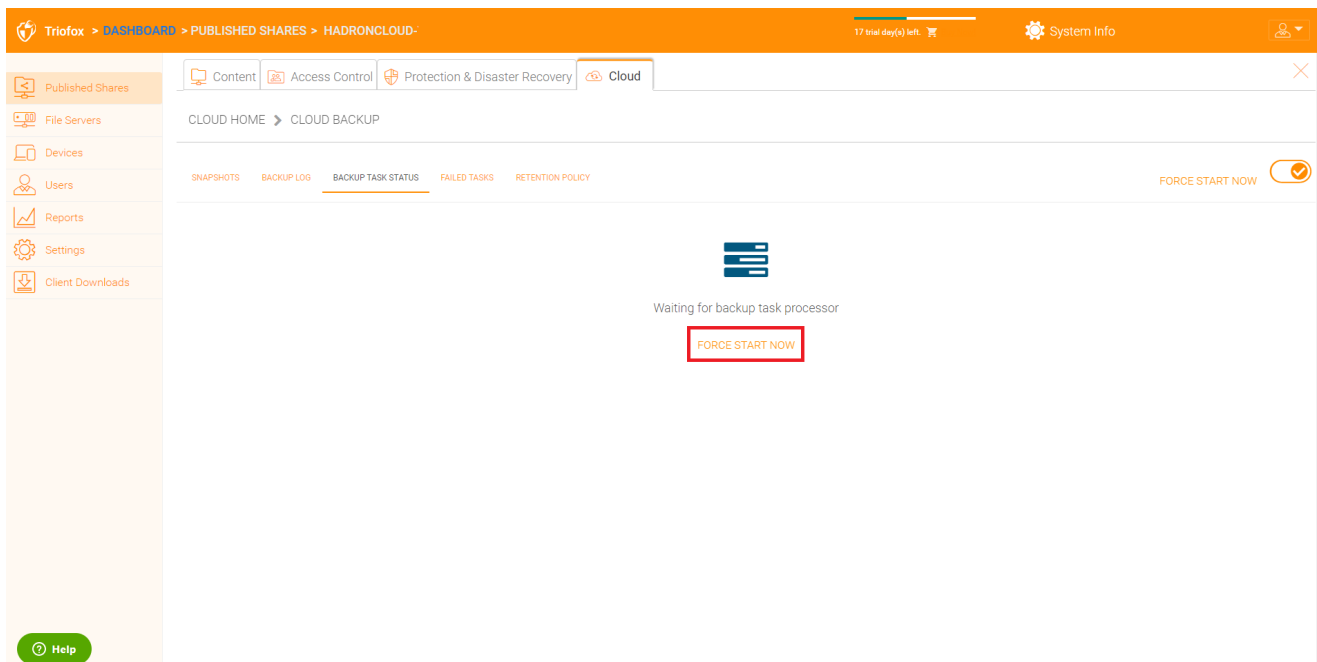 Triofox > DASHBOARD > PUBLISHED SHARES > HADRONCLOUD-
17 trial day(s) left.
System Info
Published Shares
File Servers
Devices
Users
Reports
Settings
Client Downloads
Content Access Control Protection & Disaster Recovery Cloud
CLOUD HOME > CLOUD BACKUP
SNAPSHOTS BACKUP LOG BACKUP TASK STATUS FAILED TASKS RETENTION POLICY
FORCE START NOW
Waiting for backup task processor
FORCE START NOW
Help